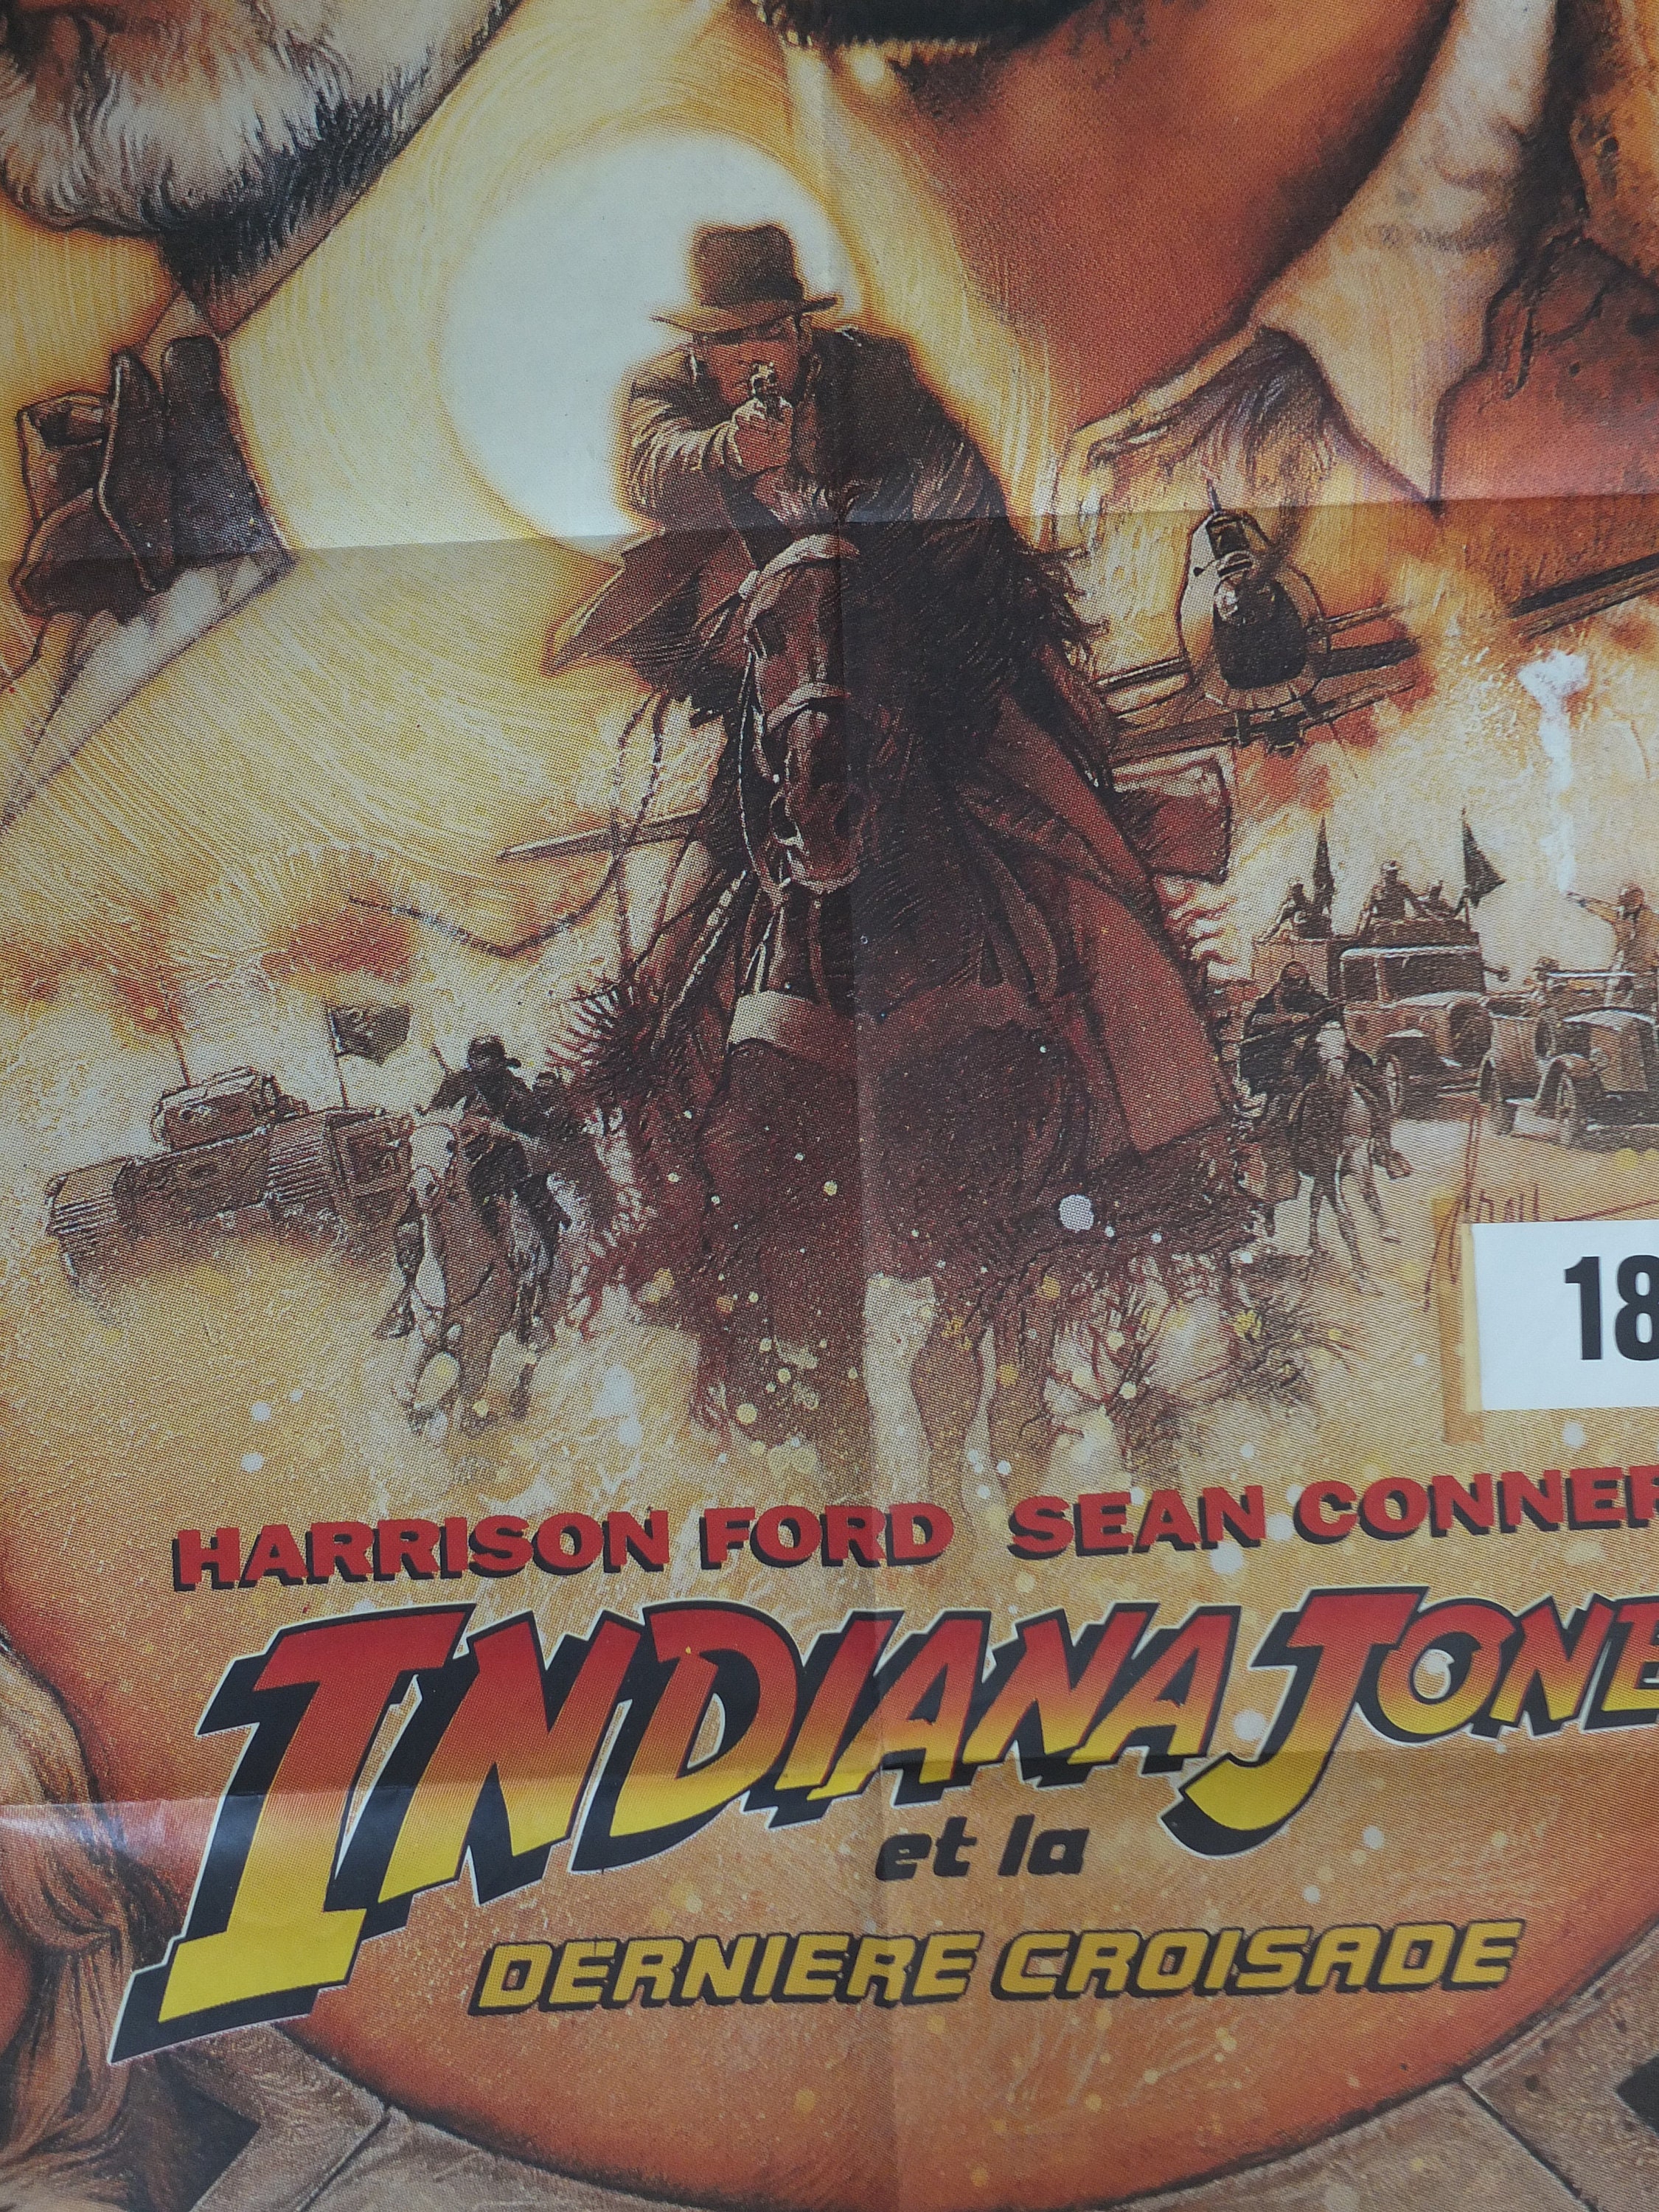 18
HARRISON FORD SEAN CONNER
INDIANA JONE
et la
DERNIERE CROISADE